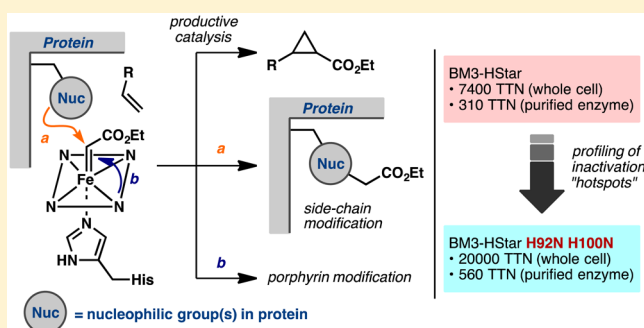 Protein
Nuc
R
a
CO2Et
N
N
Fe
b
N
N
N
HN
His
Nuc
= nucleophilic group(s) in protein
productive
catalysis
R
CO2Et
a
Protein
Nuc
CO2Et
side-chain
modification
b
porphyrin modification
BM3-HStar
• 7400 TTN (whole cell)
• 310 TTN (purified enzyme)
profiling of
inactivation
"hotspots"
BM3-HStar H92N H100N
• 20000 TTN (whole cell)
• 560 TTN (purified enzyme)